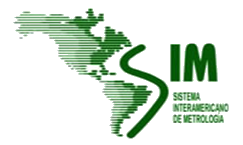 SIM
SISTEMA
INTERAMERICANO
DE METROLOGIA